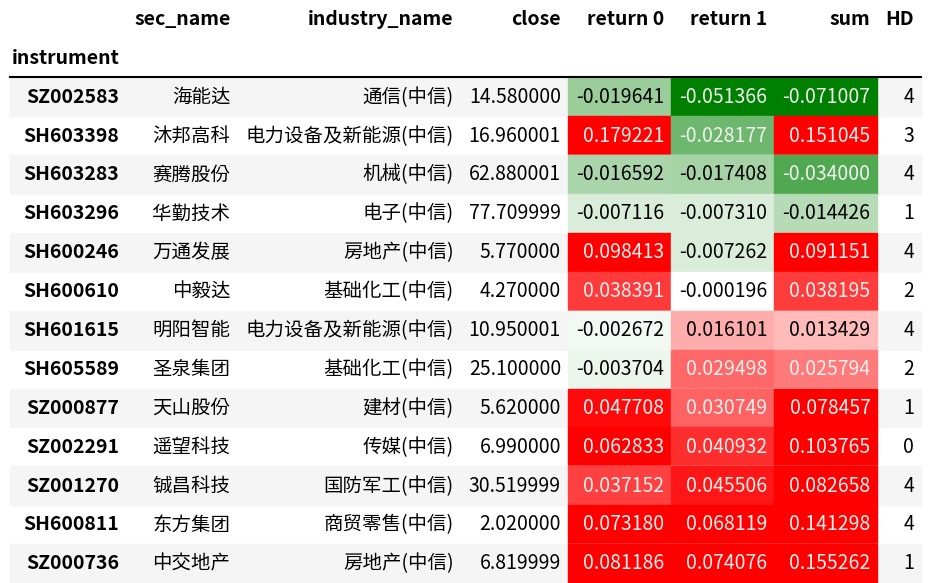 sec_name industry_name close return 0 return 1 sum HD
instrument
SZ002583 海能达 通信(中信) 14.580000 -0.019641 -0.051366 -0.071007 4
SH603398 沐邦高科 电力设备及新能源(中信) 16.960001 0.179221 -0.028177 0.151045 3
SH603283 赛腾股份 机械(中信) 62.880001 -0.016592 -0.017408 -0.034000 4
SH603296 华勤技术 电子(中信) 77.709999 -0.007116 -0.007310 -0.014426 1
SH600246 万通发展 房地产(中信) 5.770000 0.098413 -0.007262 0.091151 4
SH600610 中毅达 基础化工(中信) 4.270000 0.038391 -0.000196 0.038195 2
SH601615 明阳智能 电力设备及新能源(中信) 10.950001 -0.002672 0.016101 0.013429 4
SH605589 圣泉集团 基础化工(中信) 25.100000 -0.003704 0.029498 0.025794 2
SZ000877 天山股份 建材(中信) 5.620000 0.047708 0.030749 0.078457 1
SZ002291 遥望科技 传媒(中信) 6.990000 0.062833 0.040932 0.103765 0
SZ001270 铖昌科技 国防军工(中信) 30.519999 0.037152 0.045506 0.082658 4
SH600811 东方集团 商贸零售(中信) 2.020000 0.073180 0.068119 0.141298 4
SZ000736 中交地产 房地产(中信) 6.819999 0.081186 0.074076 0.155262 1